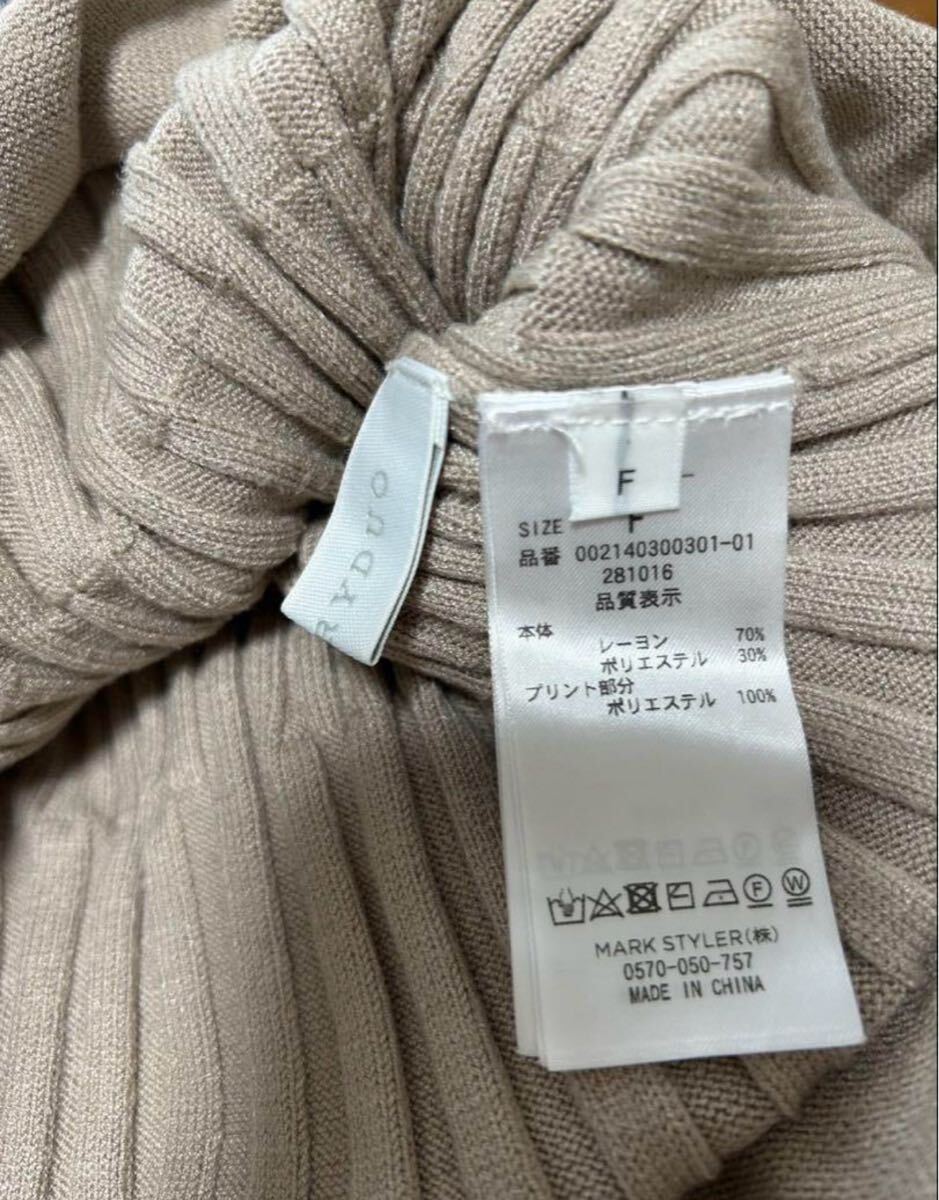 RYDUO
F
SIZE F
品番 002140300301-01
281016
品質表示
本体
レーヨン 70%
ポリエステル 30%
プリント部分
ポリエステル 100%
F W
MARK STYLER(株)
0570-050-757
MADE IN CHINA